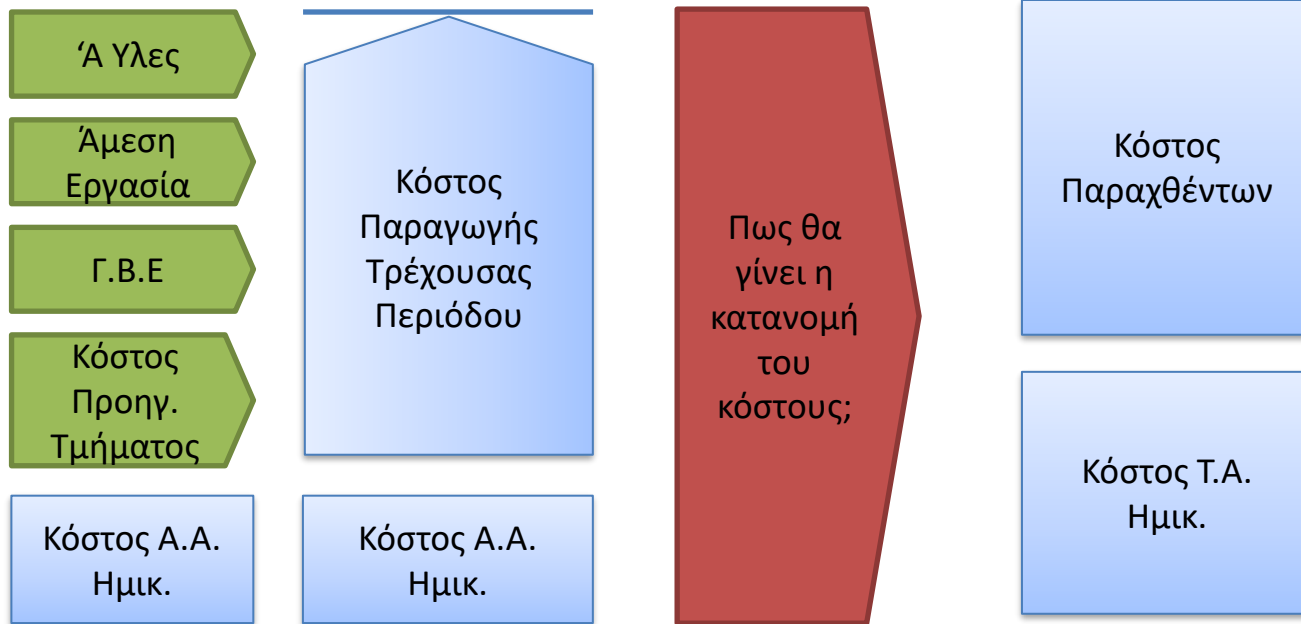 ‘Α Υλες
Άμεση
Εργασία
Γ.Β.Ε
Κόστος
Προηγ.
Τμήματος
Κόστος Α.Α.
Ημικ.
Κόστος
Παραγωγής
Τρέχουσας
Περιόδου
Κόστος Α.Α.
Ημικ.
Πως θα
γίνει η
κατανομή
του
κόστους;
Κόστος
Παραχθέντων
Κόστος Τ.Α.
Ημικ.